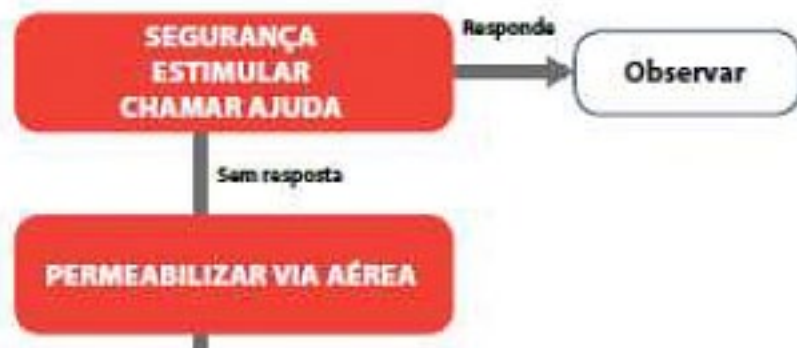 SEGURANÇA
ESTIMULAR
CHAMAR AJUDA
Responde
Observar
Sem resposta
PERMEABILIZAR VIA AÉREA